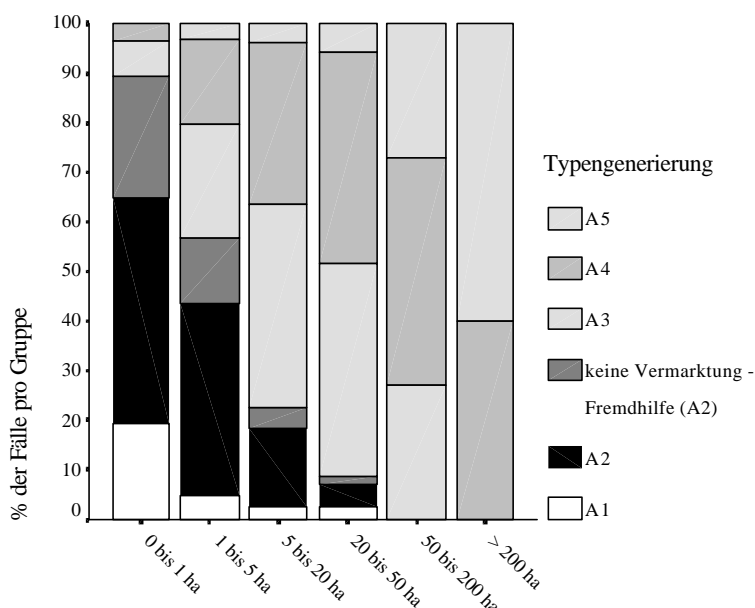 100
90
80
70
60
50
40
30
20
10
0
% der Fälle pro Gruppe
0 bis 1 ha
1 bis 5 ha
5 bis 20 ha
20 bis 50 ha
50 bis 200 ha
> 200 ha
Typengenerierung
A5
A4
A3
keine Vermarktung -
Fremdhilfe (A2)
A2
A1